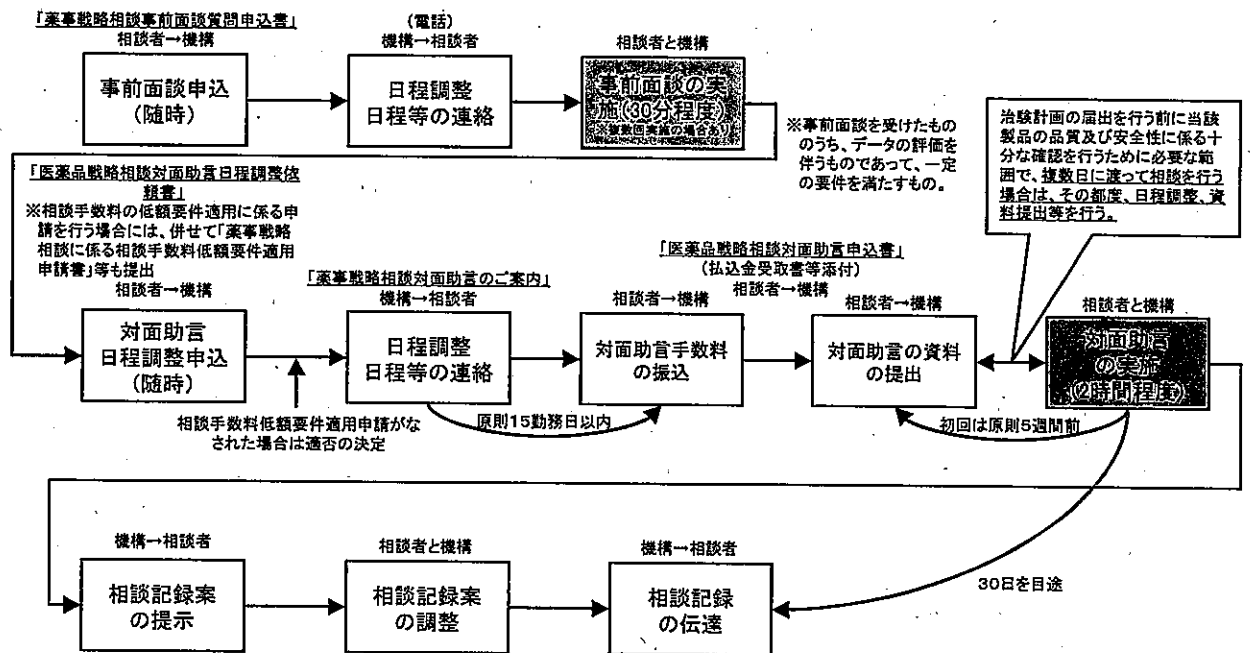 「薬事戦略相談事前面談質問申込書」
相談者→機構
事前面談申込
(随時)
(電話)
機構→相談者
日程調整
日程等の連絡
相談者と機構
事前面談の実
施(30分程度)
※複数回実施の場合あり
※事前面談を受けたもの
のうち、データの評価を
伴うものであって、一定
の要件を満たすもの。
治験計画の届出を行う前に当該
製品の品質及び安全性に係る十
分な確認を行うために必要な範
囲で、複数日に渡って相談を行う
場合は、その都度、日程調整、資
料提出等を行う。
「医薬品戦略相談対面助言日程調整依
頼書」
※相談手数料の低額要件適用に係る申
請を行う場合には、併せて「薬事戦略
相談に係る相談手数料低額要件適用
申請書」等も提出
相談者→機構
対面助言
日程調整申込
(随時)
相談手数料低額要件適用申請がな
された場合は適否の決定
「薬事戦略相談対面助言のご案内」
機構→相談者
日程調整
日程等の連絡
原則15勤務日以内
「医薬品戦略相談対面助言申込書」
(払込金受取書等添付)
相談者→機構
相談者→機構
対面助言手数料
の振込
相談者→機構
対面助言の資料
の提出
初回は原則5週間前
相談者と機構
対面助言
の実施
(2時間程度)
機構→相談者
相談記録案
の提示
相談者と機構
相談記録案
の調整
機構→相談者
相談記録
の伝達
30日を目途